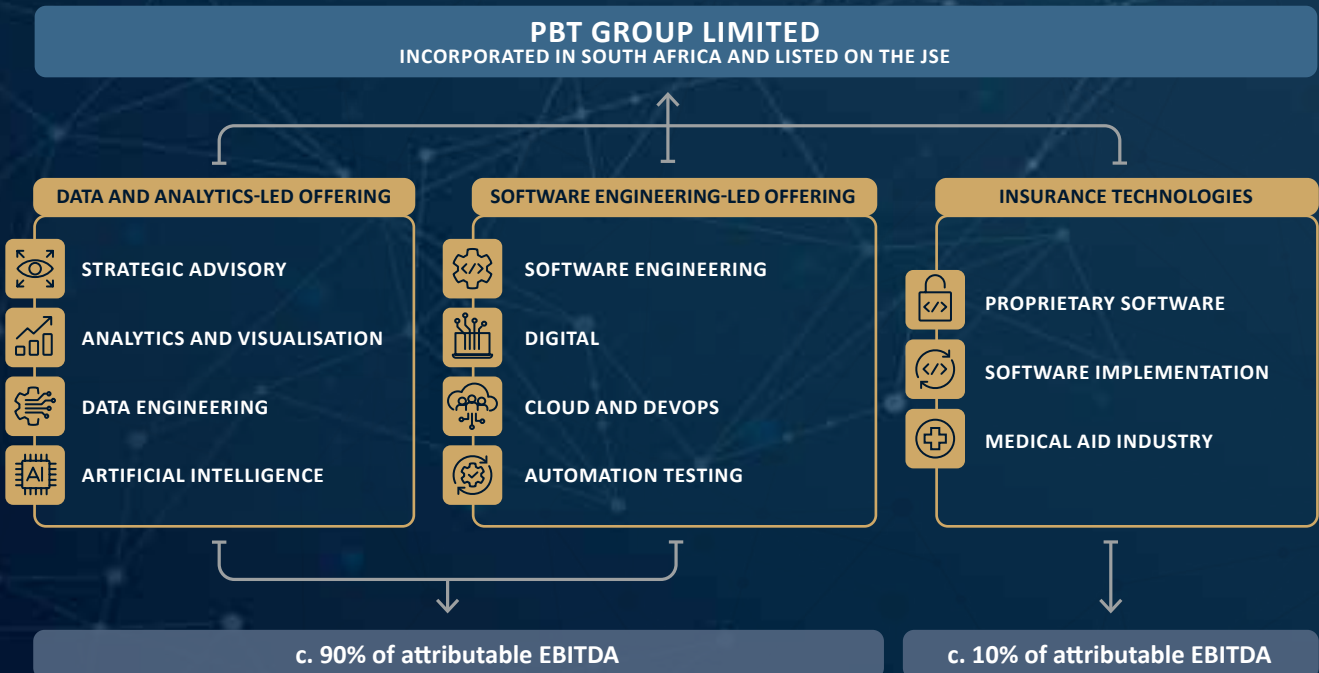 PBT GROUP LIMITED
INCORPORATED IN SOUTH AFRICA AND LISTED ON THE JSE
DATA AND ANALYTICS-LED OFFERING
STRATEGIC ADVISORY
ANALYTICS AND VISUALISATION
DATA ENGINEERING
AI
ARTIFICIAL INTELLIGENCE
SOFTWARE ENGINEERING-LED OFFERING
</>
SOFTWARE ENGINEERING
DIGITAL
CLOUD AND DEVOPS
AUTOMATION TESTING
INSURANCE TECHNOLOGIES
</>
PROPRIETARY SOFTWARE
</>
SOFTWARE IMPLEMENTATION
MEDICAL AID INDUSTRY
c. 90% of attributable EBITDA
c. 10% of attributable EBITDA